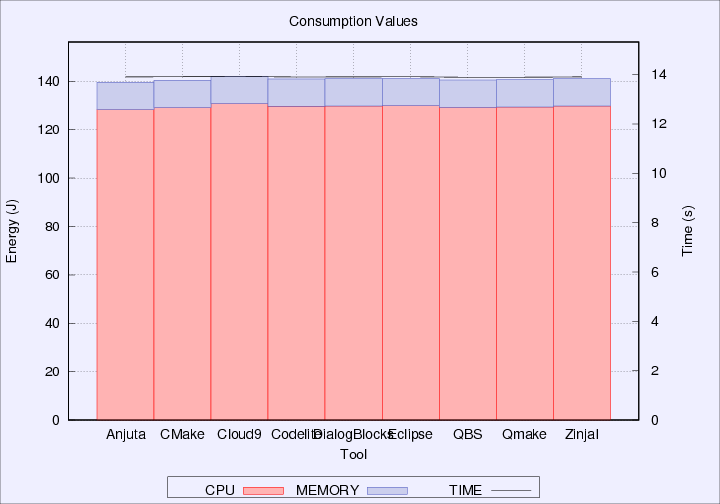 Consumption Values
Energy (J)
140
120
100
80
60
40
20
0
14
12
10
8
6
4
2
0
Time (s)
Anjuta CMake Cloud9 Codelite DialogBlocks Eclipse QBS Qmake Zinjal
Tool
CPU MEMORY TIME